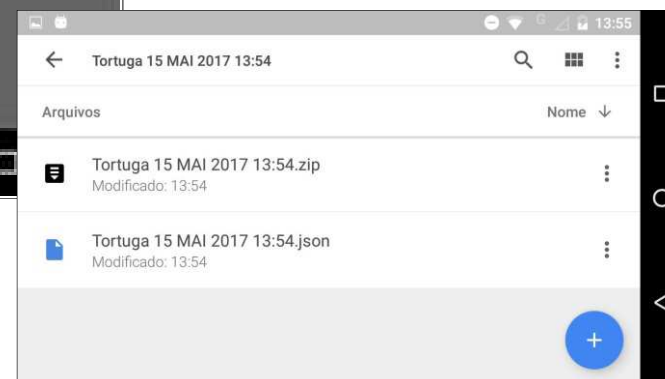 G 13:55
Tortuga 15 MAI 2017 13:54
Arquivos Nome
Tortuga 15 MAI 2017 13:54.zip
Modificado: 13:54
Tortuga 15 MAI 2017 13:54.json
Modificado: 13:54